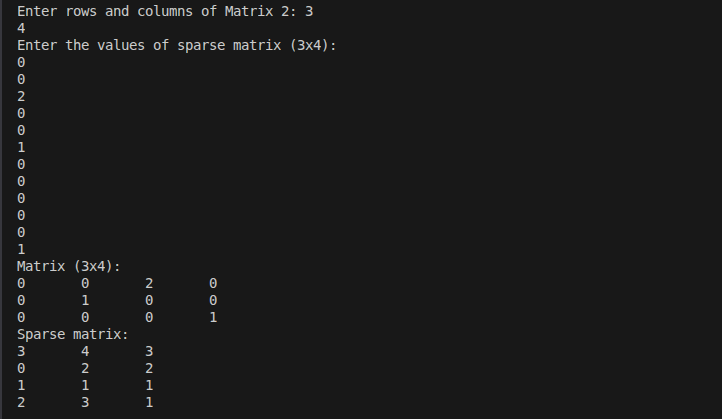 Enter rows and columns of Matrix 2: 3
4
Enter the values of sparse matrix (3x4):
0
0
2
0
0
1
0
0
0
0
0
1
Matrix (3x4):
0 0 2 0
0 1 0 0
0 0 0 1
Sparse matrix:
3 4 3
0 2 2
1 1 1
2 3 1